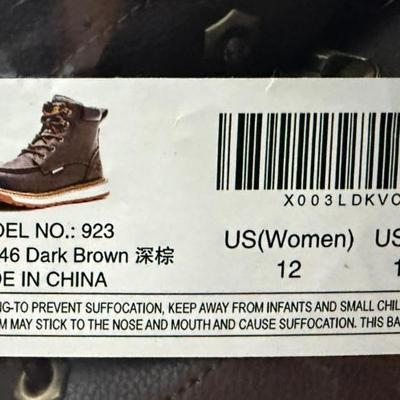 X003LDKVC
DEL NO.: 923
46 Dark Brown 深棕
DE IN CHINA
US(Women) US
12 1
NG-TO PREVENT SUFFOCATION, KEEP AWAY FROM INFANTS AND SMALL CHIL
M MAY STICK TO THE NOSE AND MOUTH AND CAUSE SUFFOCATION. THIS BA